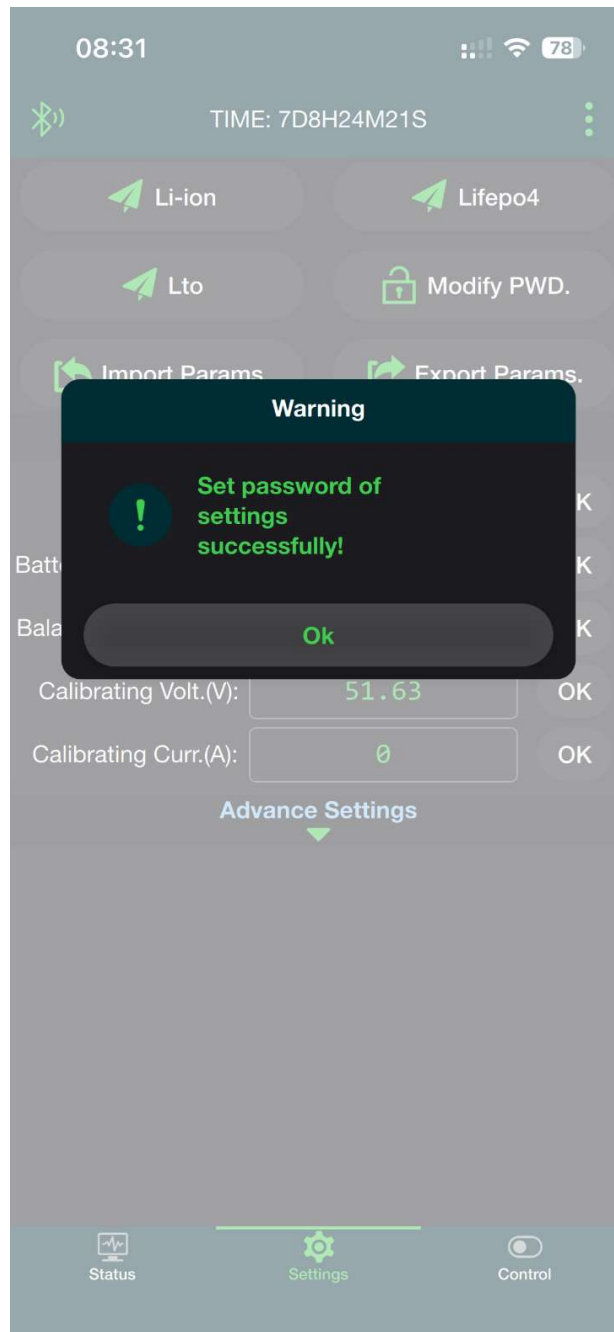 08:31
78
TIME: 7D8H24M21S
Li-ion
Lifepo4
Lto
Modify PWD.
Import Params
Export Params.
Warning
Set password of
settings
successfully!
K
Batt
K
Bala
K
Ok
Calibrating Volt.(V):
51.63
OK
Calibrating Curr.(A):
0
OK
Advance Settings
Status
Settings
Control